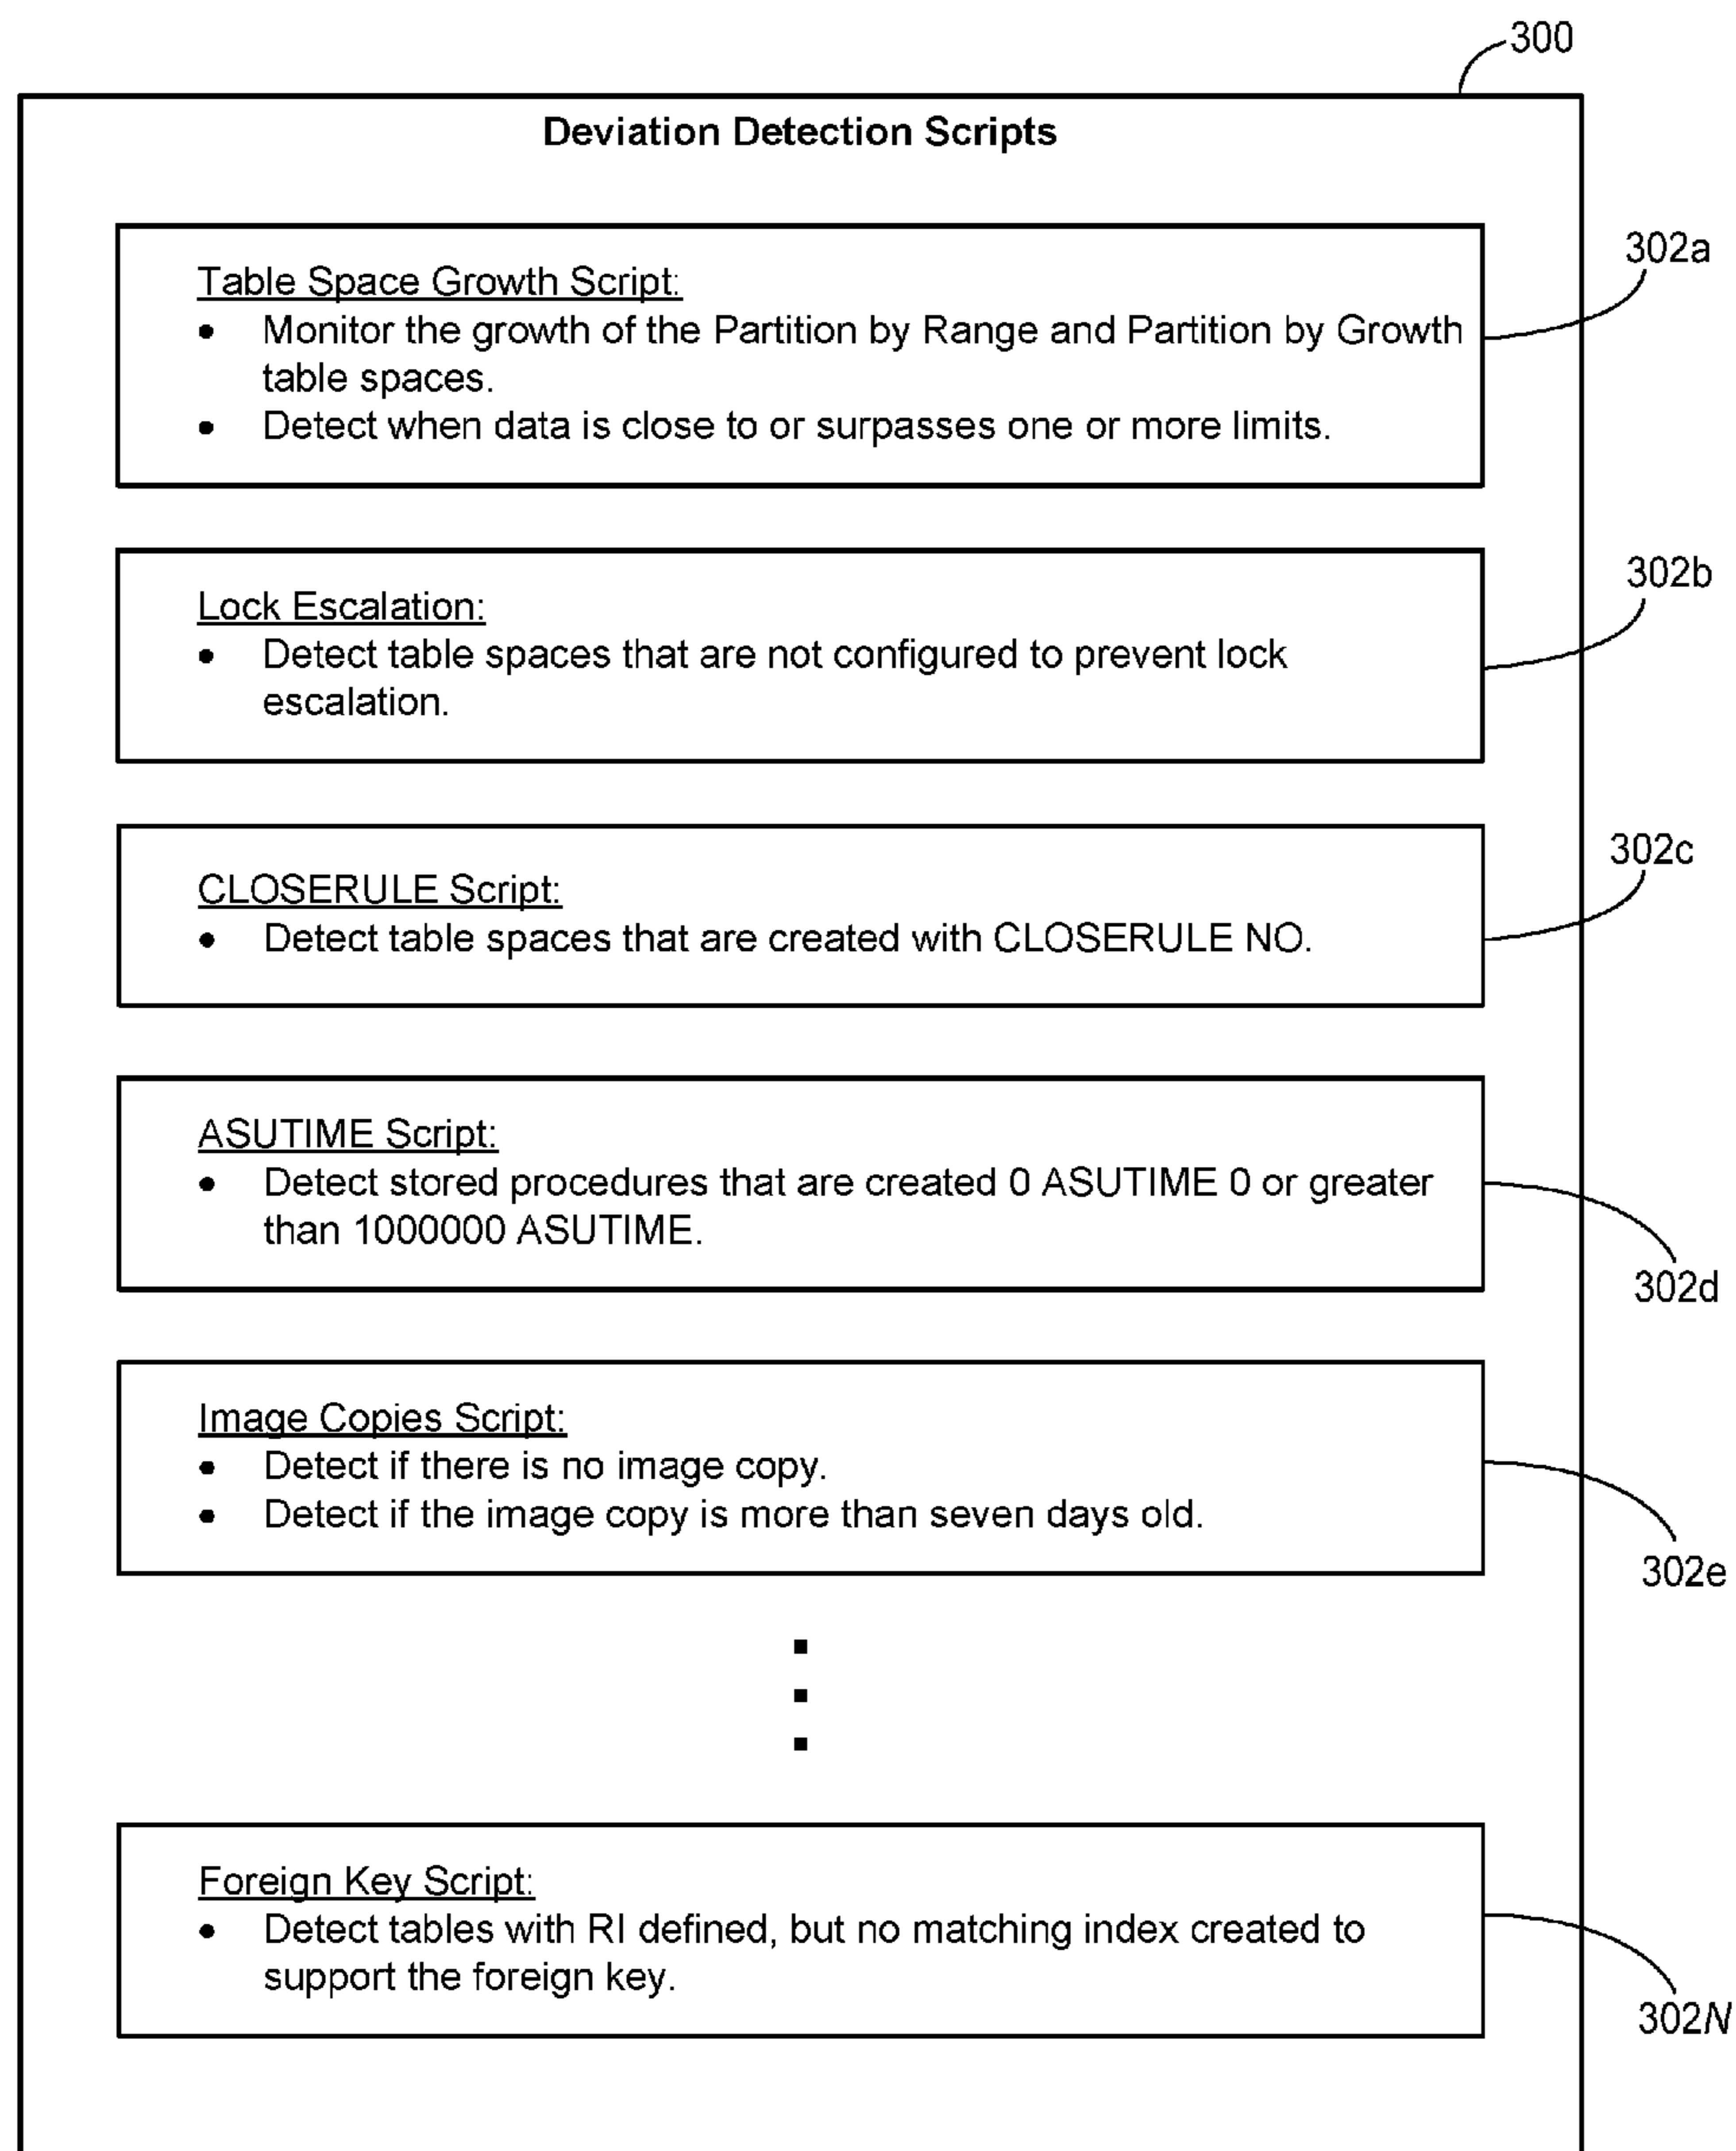 300
Deviation Detection Scripts
302a
Table Space Growth Script:
• Monitor the growth of the Partition by Range and Partition by Growth
table spaces.
• Detect when data is close to or surpasses one or more limits.
302b
Lock Escalation:
• Detect table spaces that are not configured to prevent lock
escalation.
302c
CLOSERULE Script:
• Detect table spaces that are created with CLOSERULE NO.
ASUTIME Script:
• Detect stored procedures that are created 0 ASUTIME 0 or greater
than 1000000 ASUTIME.
302d
Image Copies Script:
• Detect if there is no image copy.
• Detect if the image copy is more than seven days old.
302e
Foreign Key Script:
• Detect tables with RI defined, but no matching index created to
support the foreign key.
302N